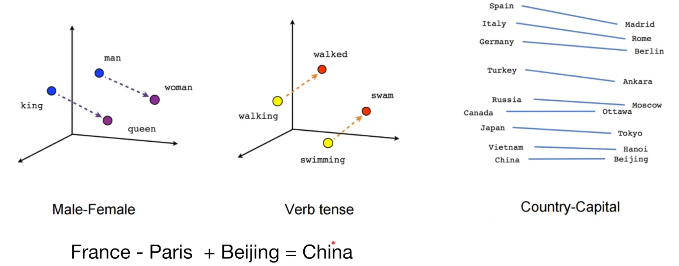 man
woman
king
queen
Male-Female
walked
swam
walking
swimming
Verb tense
Spain Madrid
Italy Rome
Germany Berlin
Turkey Ankara
Russia Moscow
Canada Ottawa
Japan Tokyo
Vietnam Hanoi
China Beijing
Country-Capital
France - Paris + Beijing = China